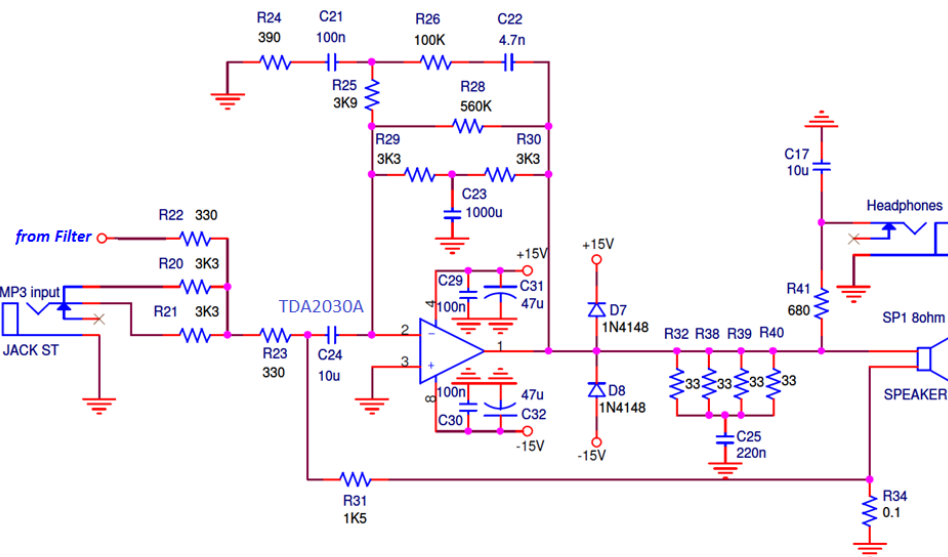 R24
390
C21
100n
R26
100K
C22
4.7n
R25
3K9
R28
560K
R29
3K3
R30
3K3
C23
1000u
C17
10u
Headphones
R22 330
from Filter
R20
3K3
MP3 input
R21
3K3
JACK ST
R23
330
TDA2030A
C24
10u
+15V
C29
100n
C31
47u
4
2
3
1
8
100n
C30
47u
C32
-15V
+15V
D7
1N4148
D8
1N4148
-15V
R32 R38 R39 R40
33 33 33 33
C25
220n
R41
680
SP1 8ohm
SPEAKER
R31
1K5
R34
0.1